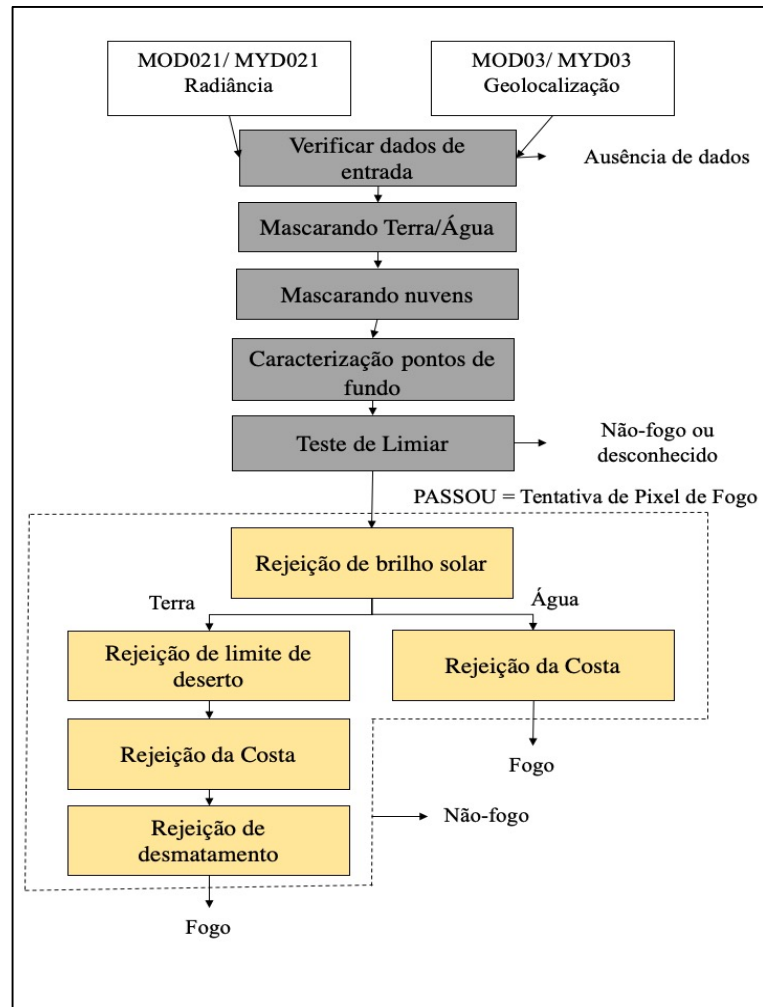 MOD021/ MYD021
Radiância
MOD03/ MYD03
Geolocalização
Verificar dados de
entrada
Ausência de dados
Mascarando Terra/Água
Mascarando nuvens
Caracterização pontos de
fundo
Teste de Limiar
Não-fogo ou
desconhecido
PASSOU = Tentativa de Pixel de Fogo
Rejeição de brilho solar
Terra
Água
Rejeição de limite de
deserto
Rejeição da Costa
Rejeição da Costa
Fogo
Não-fogo
Rejeição de
desmatamento
Fogo